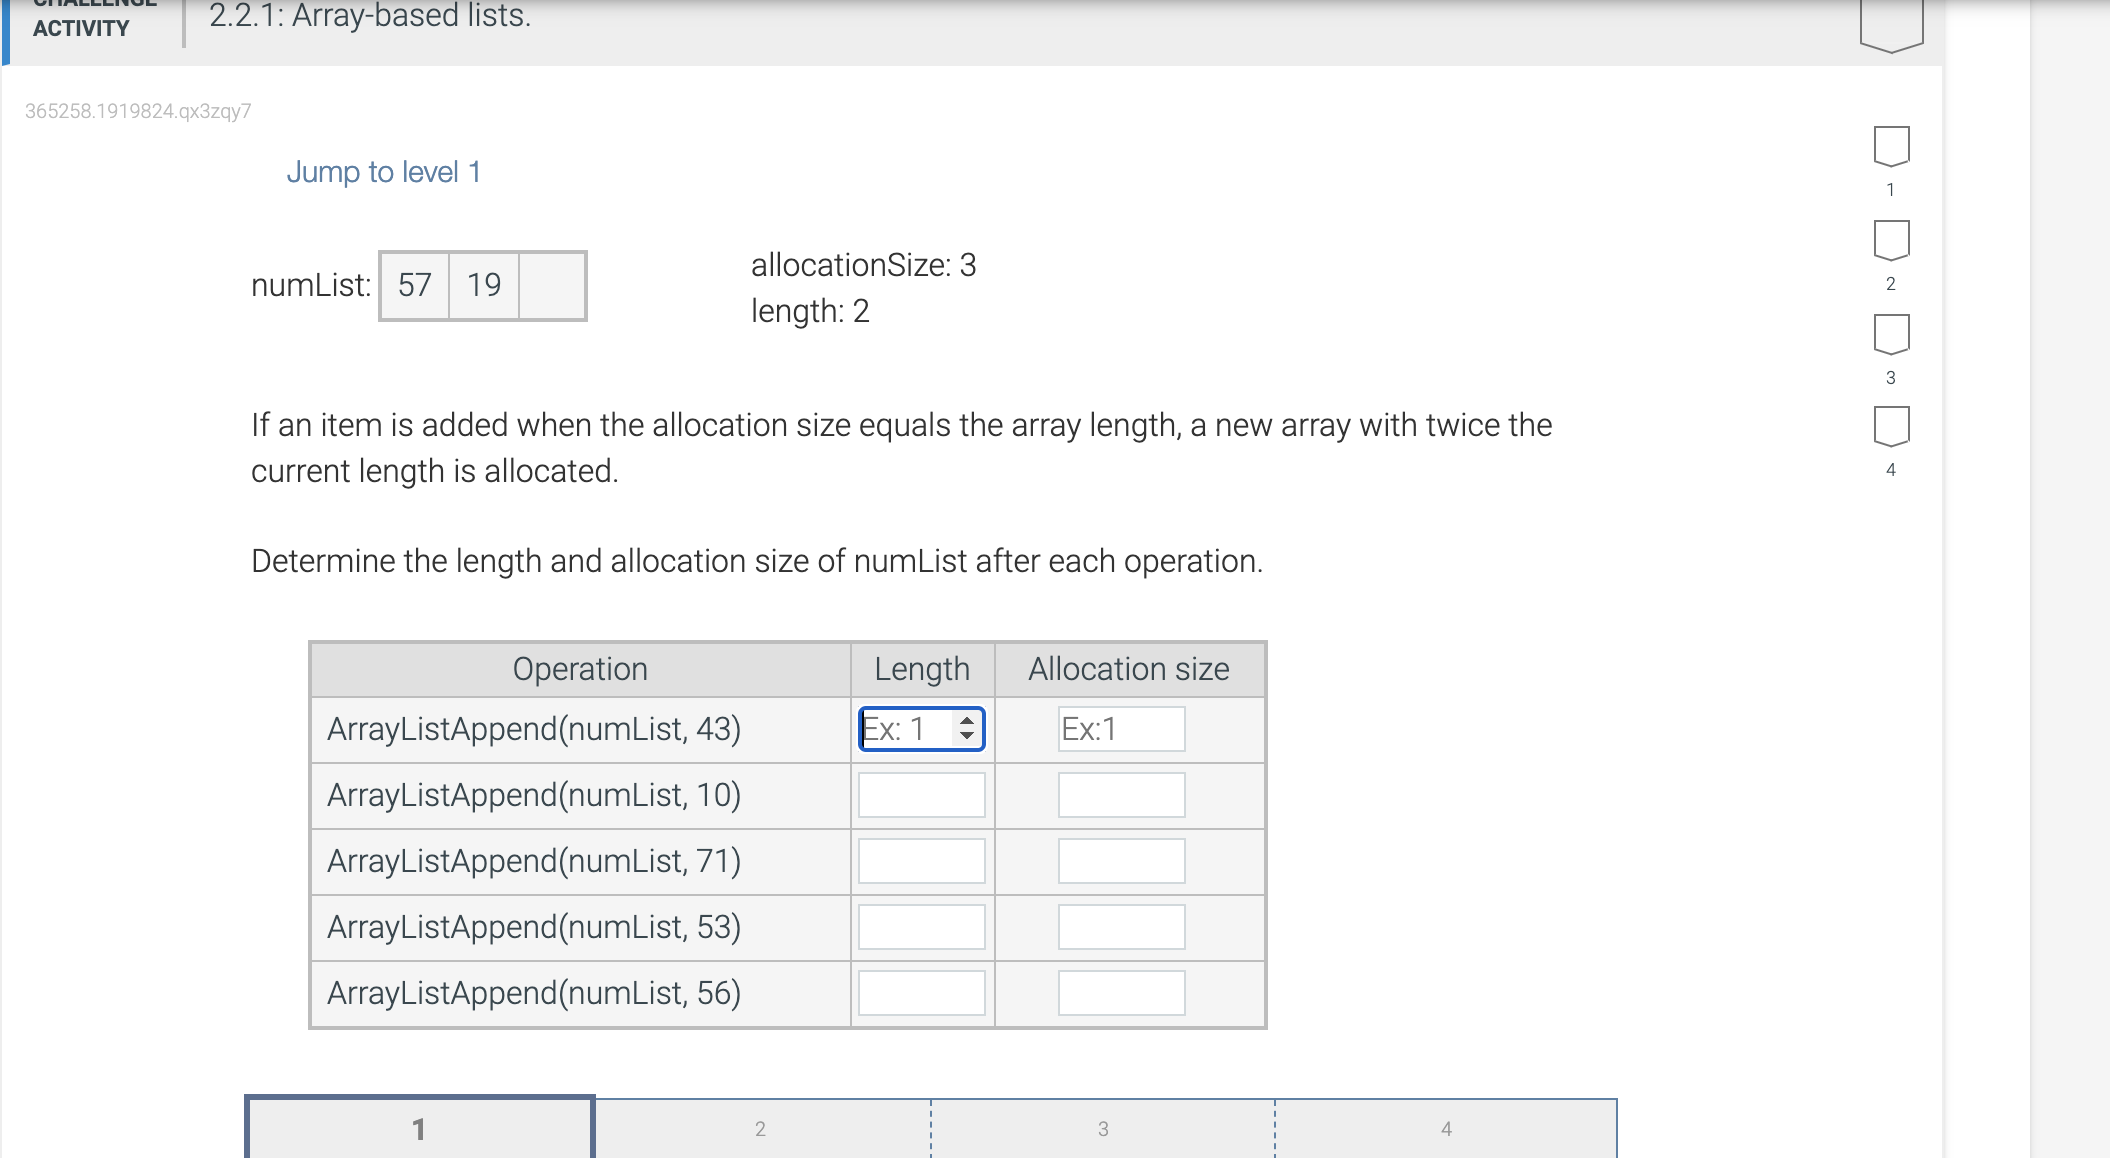 CHALLENGE
ACTIVITY
2.2.1: Array-based lists.
365258.1919824.qx3zqy7
Jump to level 1
numList: 57 19
allocationSize: 3
length: 2
If an item is added when the allocation size equals the array length, a new array with twice the
current length is allocated.
Determine the length and allocation size of numList after each operation.
Operation Length Allocation size
ArrayListAppend(numList, 43) Ex: 1 Ex:1
ArrayListAppend(numList, 10)
ArrayListAppend(numList, 71)
ArrayListAppend(numList, 53)
ArrayListAppend(numList, 56)
1 2 3 4
1
2
3
4